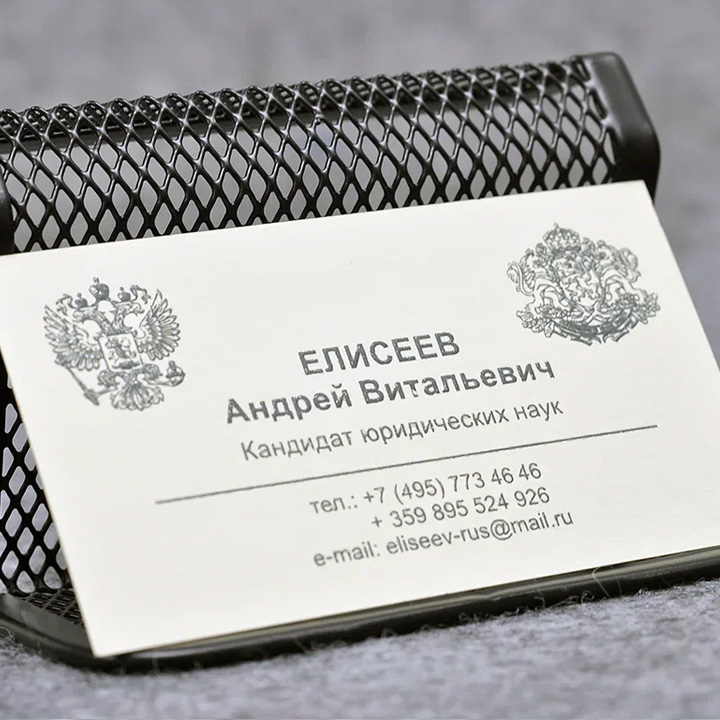 ЕЛИСЕЕВ
Андрей Витальевич
Кандидат юридических наук
тел.: +7 (495) 773 46 46
+ 359 895 524 926
e-mail: eliseev-rus@mail.ru